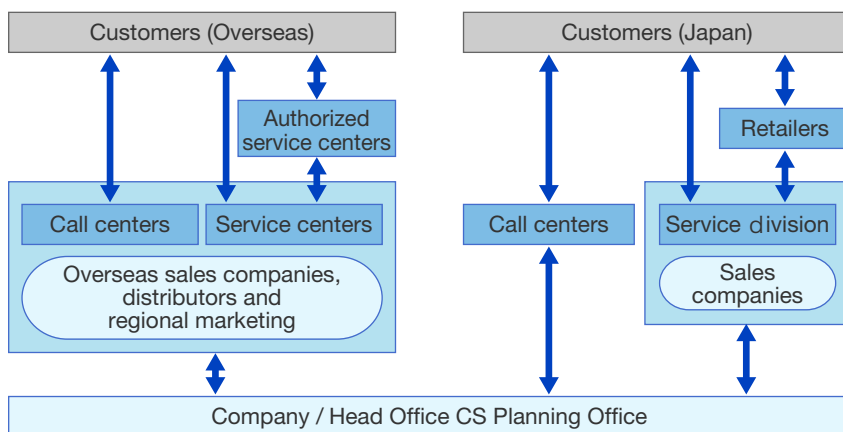 Customers (Overseas)
Customers (Japan)
Authorized
service centers
Retailers
Call centers
Service centers
Call centers
Service division
Overseas sales companies,
distributors and
regional marketing
Sales
companies
Company / Head Office CS Planning Office